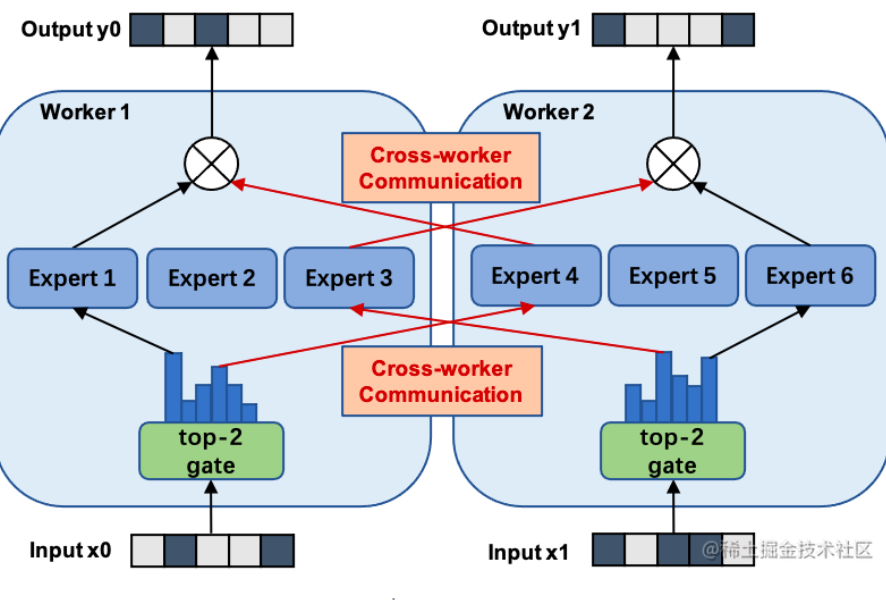 Output y0
Output y1
Worker 1
Worker 2
Cross-worker
Communication
Expert 1
Expert 2
Expert 3
Expert 4
Expert 5
Expert 6
Cross-worker
Communication
top-2
gate
top-2
gate
Input x0
Input x1
@稀土掘金技术社区